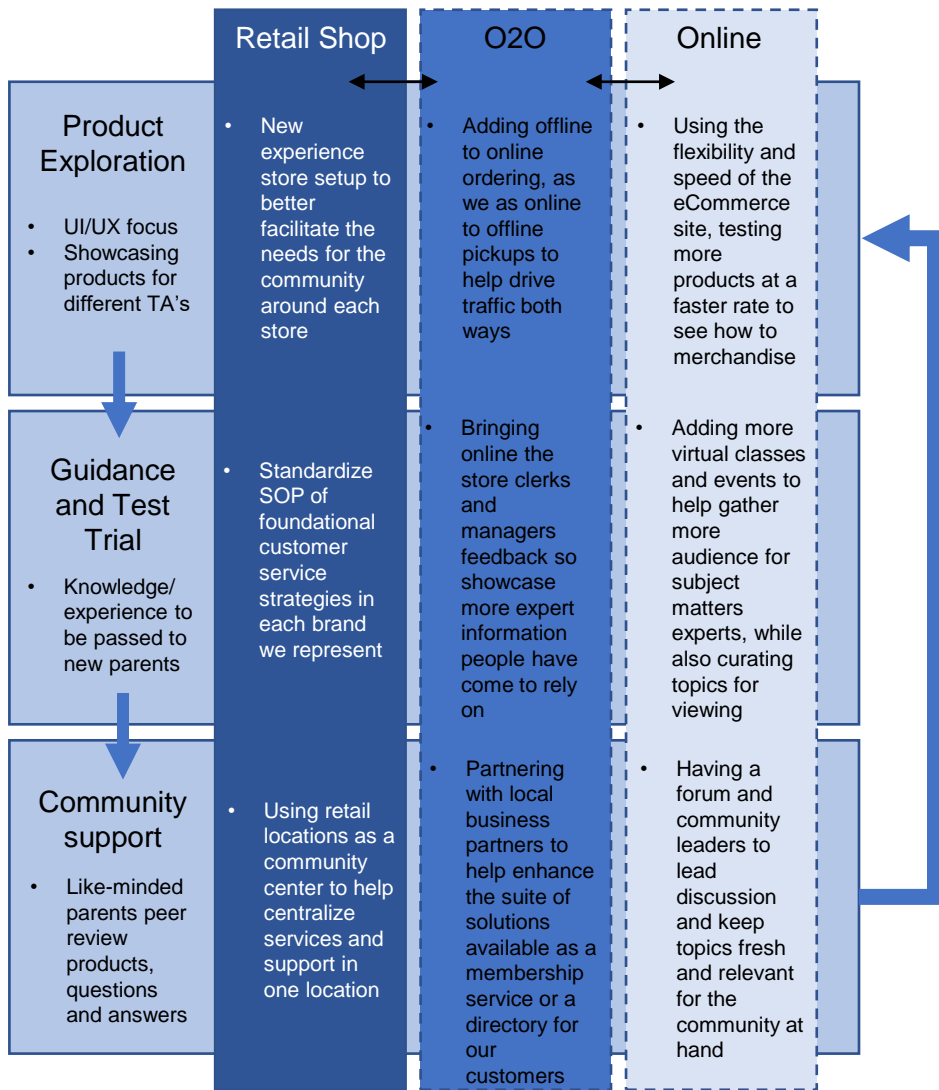 Retail Shop
O2O
Online
Product
Exploration
• UI/UX focus
• Showcasing
products for
different TA's
• New
experience
store setup to
better
facilitate the
needs for the
community
around each
store
• Adding offline
to online
ordering, as
we as online
to offline
pickups to
help drive
traffic both
ways
• Using the
flexibility and
speed of the
eCommerce
site, testing
more
products at a
faster rate to
see how to
merchandise
Guidance
and Test
Trial
• Knowledge/
experience to
be passed to
new parents
• Standardize
SOP of
foundational
customer
service
strategies in
each brand
we represent
• Bringing
online the
store clerks
and
managers
feedback so
showcase
more expert
information
people have
come to rely
on
• Adding more
virtual classes
and events to
help gather
more
audience for
subject
matters
experts, while
also curating
topics for
viewing
Community
support
• Like-minded
parents peer
review
products,
questions
and answers
• Using retail
locations as a
community
center to help
centralize
services and
support in
one location
• Partnering
with local
business
partners to
help enhance
the suite of
solutions
available as a
membership
service or a
directory for
our
customers
• Having a
forum and
community
leaders to
lead
discussion
and keep
topics fresh
and relevant
for the
community at
hand